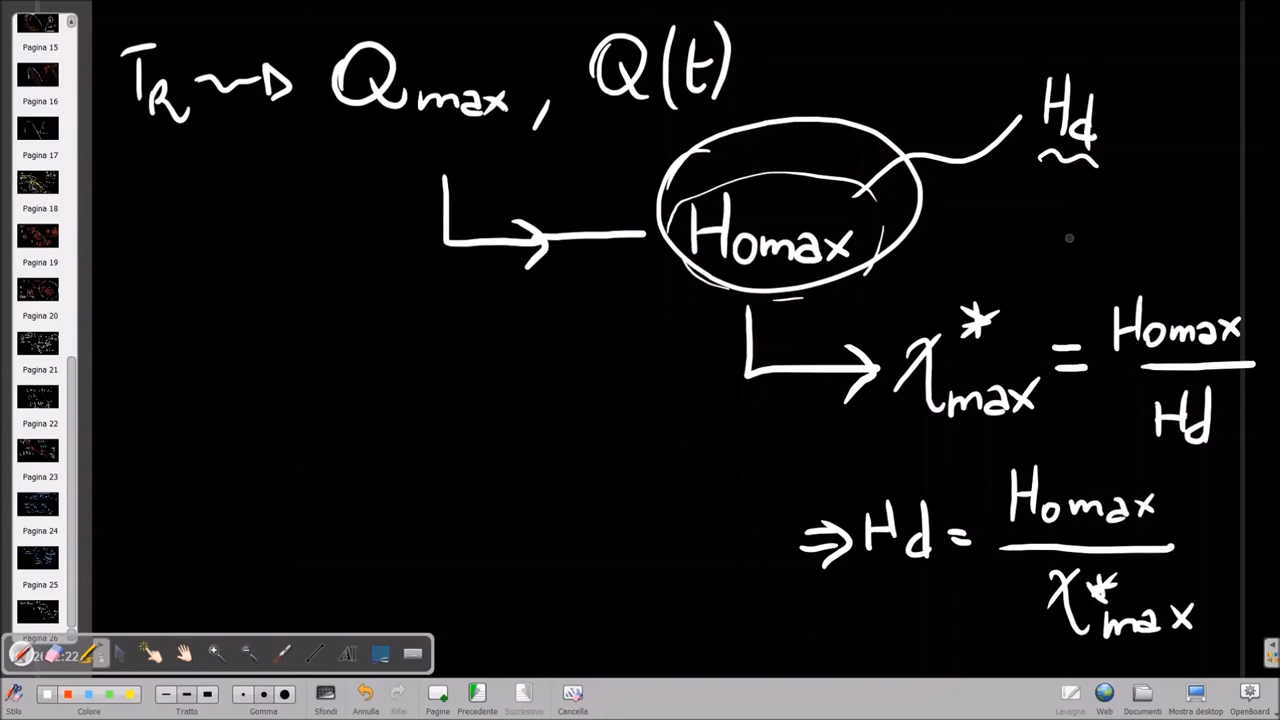 Pagina 15
Pagina 16
Pagina 17
Pagina 18
Pagina 19
Pagina 20
Pagina 21
Pagina 22
Pagina 23
Pagina 24
Pagina 25
T_R ⇝ Q_max, Q(t)
Hd
Homax
χ*_max = Homax / Hd
⇒ Hd = Homax / χ*_max
Stilo
Colore
Tratto
Gomma
Sfondi
Annulla
Rifai
Pagine
Precedente
Successivo
Cancella
Lavagna
Web
Documenti
Mostra desktop
OpenBoard